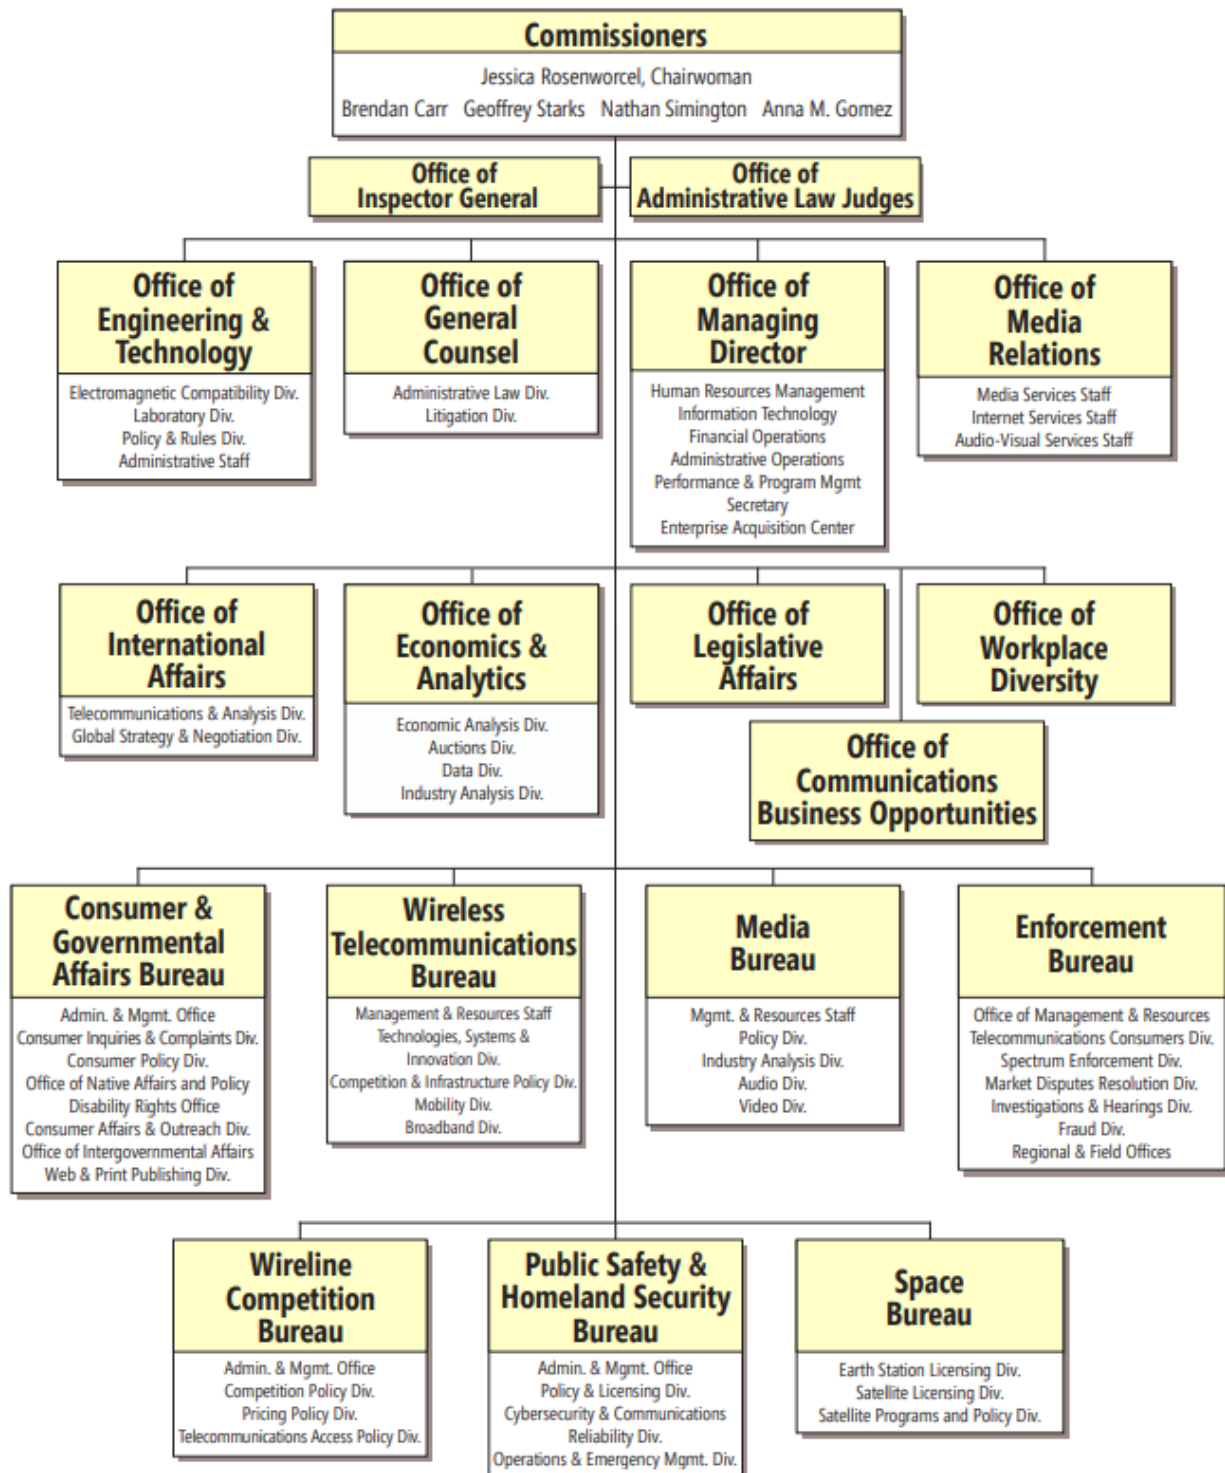 Commissioners
Jessica Rosenworcel, Chairwoman
Brendan Carr Geoffrey Starks Nathan Simington Anna M. Gomez
Office of
Inspector General
Office of
Administrative Law Judges
Office of
Engineering &
Technology
Electromagnetic Compatibility Div.
Laboratory Div.
Policy & Rules Div.
Administrative Staff
Office of
General
Counsel
Administrative Law Div.
Litigation Div.
Office of
Managing
Director
Human Resources Management
Information Technology
Financial Operations
Administrative Operations
Performance & Program Mgmt
Secretary
Enterprise Acquisition Center
Office of
Media
Relations
Media Services Staff
Internet Services Staff
Audio-Visual Services Staff
Office of
International
Affairs
Telecommunications & Analysis Div.
Global Strategy & Negotiation Div.
Office of
Economics &
Analytics
Economic Analysis Div.
Auctions Div.
Data Div.
Industry Analysis Div.
Office of
Legislative
Affairs
Office of
Workplace
Diversity
Office of
Communications
Business Opportunities
Consumer &
Governmental
Affairs Bureau
Admin. & Mgmt. Office
Consumer Inquiries & Complaints Div.
Consumer Policy Div.
Office of Native Affairs and Policy
Disability Rights Office
Consumer Affairs & Outreach Div.
Office of Intergovernmental Affairs
Web & Print Publishing Div.
Wireless
Telecommunications
Bureau
Management & Resources Staff
Technologies, Systems &
Innovation Div.
Competition & Infrastructure Policy Div.
Mobility Div.
Broadband Div.
Media
Bureau
Mgmt. & Resources Staff
Policy Div.
Industry Analysis Div.
Audio Div.
Video Div.
Enforcement
Bureau
Office of Management & Resources
Telecommunications Consumers Div.
Spectrum Enforcement Div.
Market Disputes Resolution Div.
Investigations & Hearings Div.
Fraud Div.
Regional & Field Offices
Wireline
Competition
Bureau
Admin. & Mgmt. Office
Competition Policy Div.
Pricing Policy Div.
Telecommunications Access Policy Div.
Public Safety &
Homeland Security
Bureau
Admin. & Mgmt. Office
Policy & Licensing Div.
Cybersecurity & Communications
Reliability Div.
Operations & Emergency Mgmt. Div.
Space
Bureau
Earth Station Licensing Div.
Satellite Licensing Div.
Satellite Programs and Policy Div.